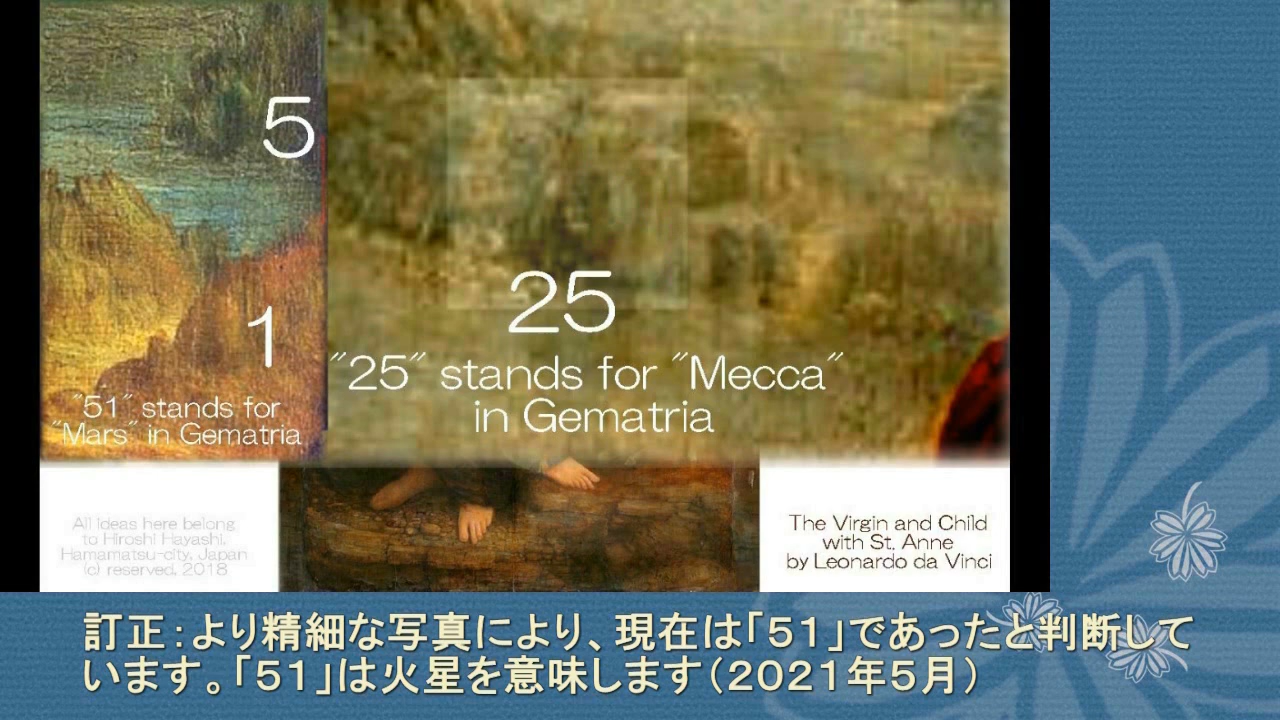 5
1
"51" stands for
"Mars" in Gematria
25
"25" stands for "Mecca"
in Gematria
All ideas here belong
to Hiroshi Hayashi,
Hamamatsu-city, Japan
(c) reserved, 2018
The Virgin and Child
with St. Anne
by Leonardo da Vinci
訂正：より精細な写真により、現在は「５１」であったと判断して
います。「５１」は火星を意味します（２０２１年５月）